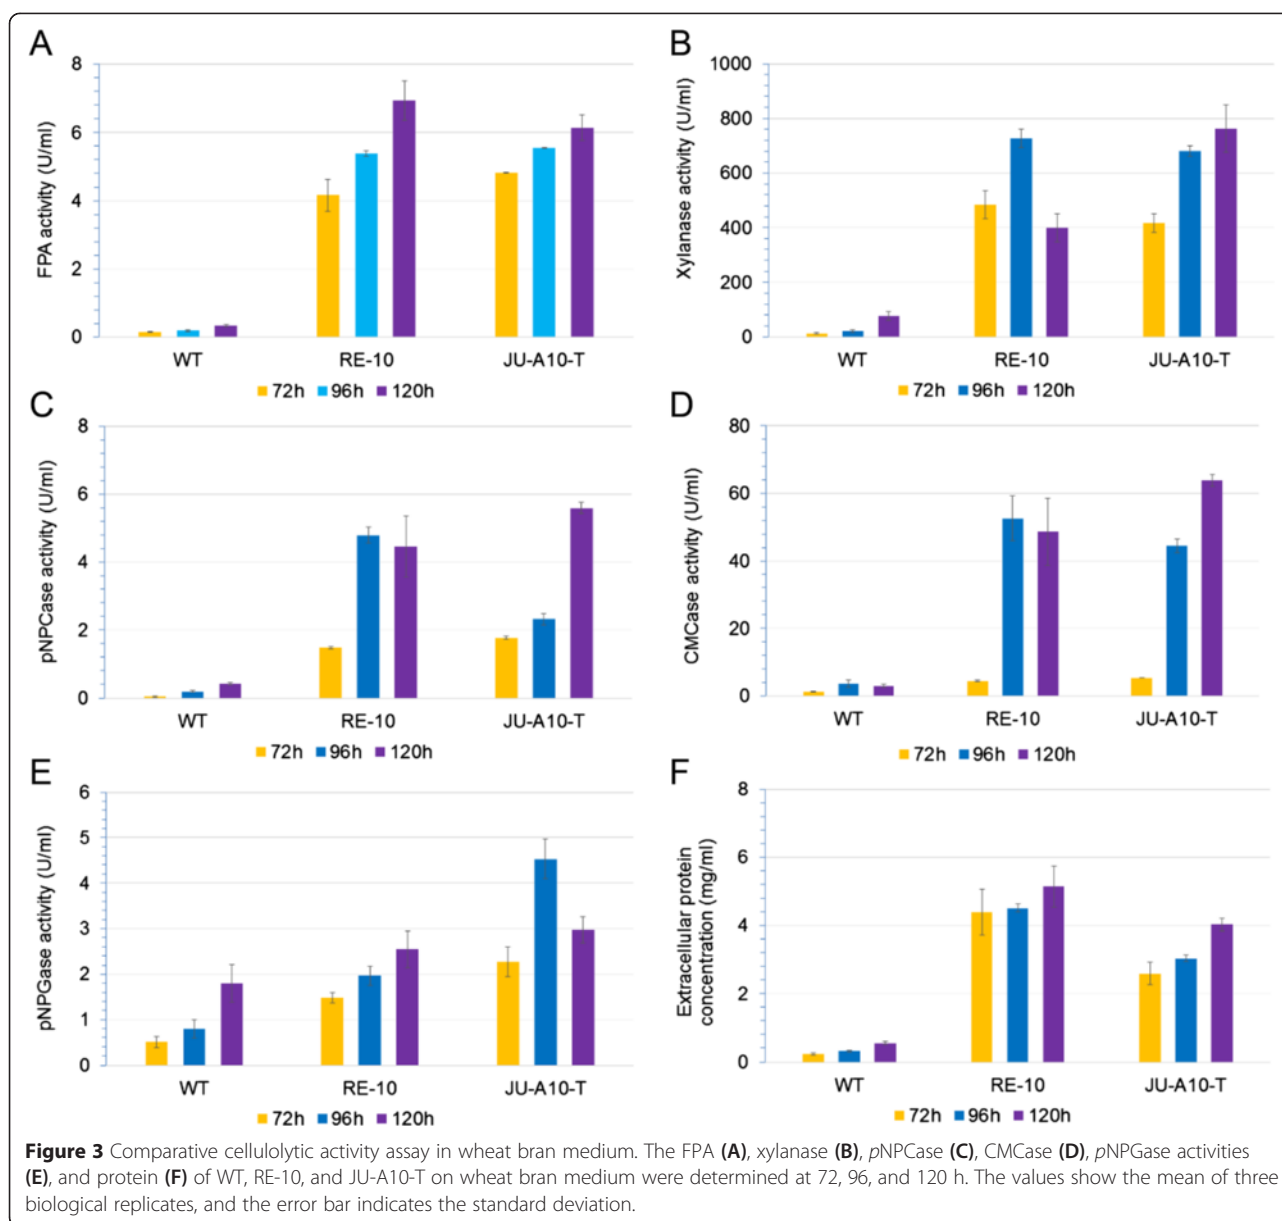 A
FPA activity (U/ml)
8
6
4
2
0
WT RE-10 JU-A10-T
72h 96h 120h
B
Xylanase activity (U/ml)
1000
800
600
400
200
0
WT RE-10 JU-A10-T
72h 96h 120h
C
pNPCase activity (U/ml)
8
6
4
2
0
WT RE-10 JU-A10-T
72h 96h 120h
D
CMCase activity (U/ml)
80
60
40
20
0
WT RE-10 JU-A10-T
72h 96h 120h
E
pNPGase activity (U/ml)
6
5
4
3
2
1
0
WT RE-10 JU-A10-T
72h 96h 120h
F
Extracellular protein
concentration (mg/ml)
8
6
4
2
0
WT RE-10 JU-A10-T
72h 96h 120h
Figure 3 Comparative cellulolytic activity assay in wheat bran medium. The FPA (A), xylanase (B), pNPCase (C), CMCase (D), pNPGase activities
(E), and protein (F) of WT, RE-10, and JU-A10-T on wheat bran medium were determined at 72, 96, and 120 h. The values show the mean of three
biological replicates, and the error bar indicates the standard deviation.